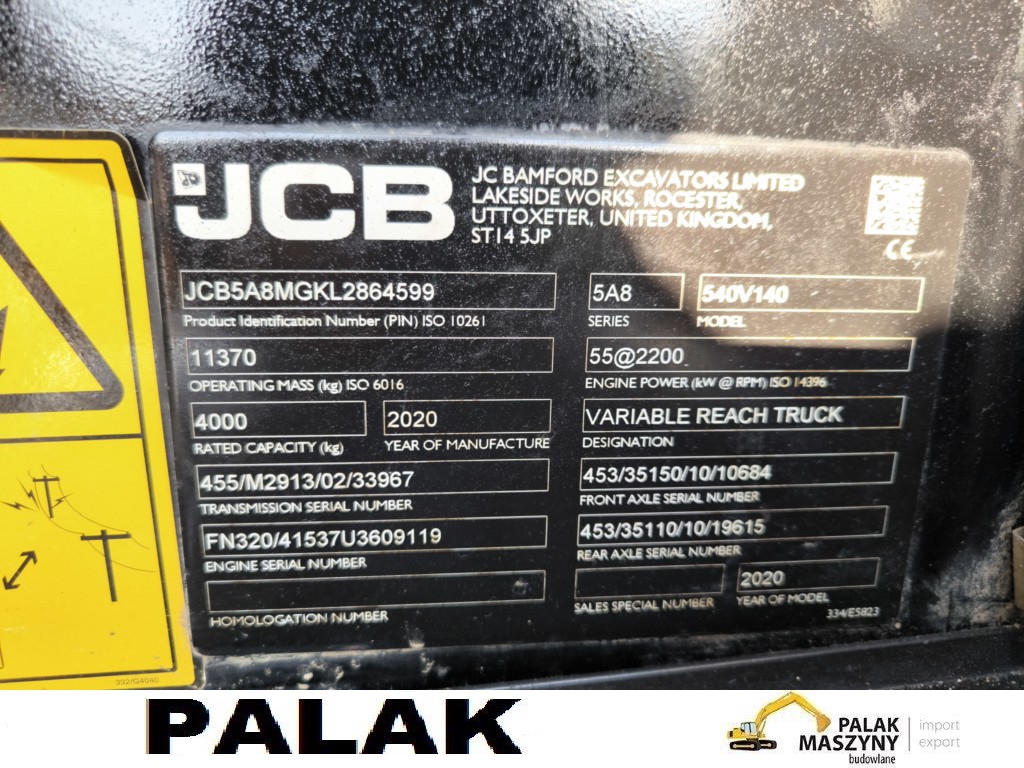 JCB
JC BAMFORD EXCAVATORS LIMITED
LAKESIDE WORKS, ROCESTER,
UTTOXETER, UNITED KINGDOM,
ST14 5JP
CE
JCB5A8MGKL2864599
Product Identification Number (PIN) ISO 10261
5A8
SERIES
540V140
MODEL
11370
OPERATING MASS (kg) ISO 6016
55@2200
ENGINE POWER (kW @ RPM) ISO 14396
4000
RATED CAPACITY (kg)
2020
YEAR OF MANUFACTURE
VARIABLE REACH TRUCK
DESIGNATION
455/M2913/02/33967
TRANSMISSION SERIAL NUMBER
453/35150/10/10684
FRONT AXLE SERIAL NUMBER
FN320/41537U3609119
ENGINE SERIAL NUMBER
453/35110/10/19615
REAR AXLE SERIAL NUMBER
HOMOLOGATION NUMBER
SALES SPECIAL NUMBER
2020
YEAR OF MODEL
334/E5823
332/G4040
PALAK
PALAK
MASZYNY
budowlane
import
export